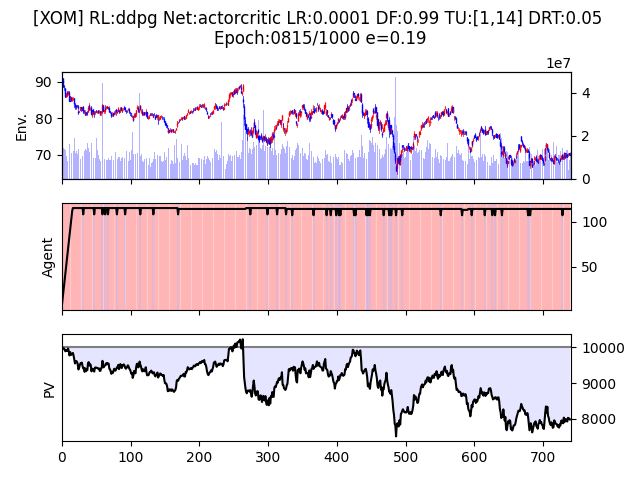 [XOM] RL:ddpg Net:actorcritic LR:0.0001 DF:0.99 TU:[1,14] DRT:0.05
Epoch:0815/1000 e=0.19
1e7
90
80
70
Env.
4
2
0
Agent
100
50
PV
10000
9000
8000
0 100 200 300 400 500 600 700